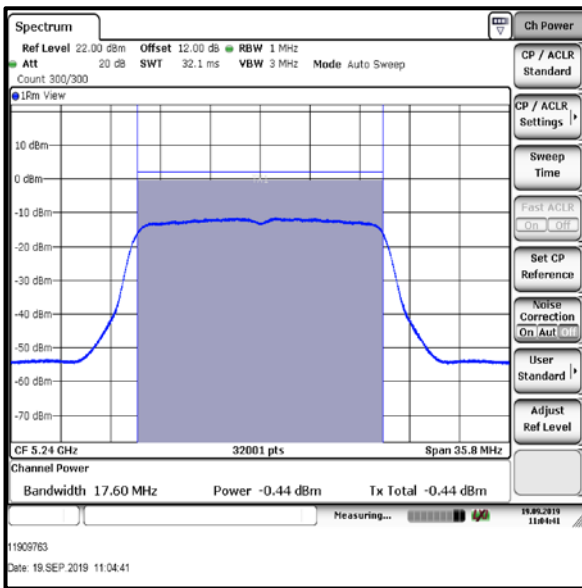 Spectrum
Ref Level 22.00 dBm Offset 12.00 dB RBW 1 MHz
Att 20 dB SWT 32.1 ms VBW 3 MHz Mode Auto Sweep
Count 300/300
1Rm View
10 dBm
0 dBm
-10 dBm
-20 dBm
-30 dBm
-40 dBm
-50 dBm
-60 dBm
-70 dBm
CF 5.24 GHz 32001 pts Span 35.8 MHz
Channel Power
Bandwidth 17.60 MHz Power -0.44 dBm Tx Total -0.44 dBm
Measuring... 19.09.2019
11:04:41
Ch Power
CP / ACLR
Standard
CP / ACLR
Settings
Sweep
Time
Fast ACLR
On Off
Set CP
Reference
Noise
Correction
On Aut Off
User
Standard
Adjust
Ref Level
11909763
Date: 19.SEP.2019 11:04:41